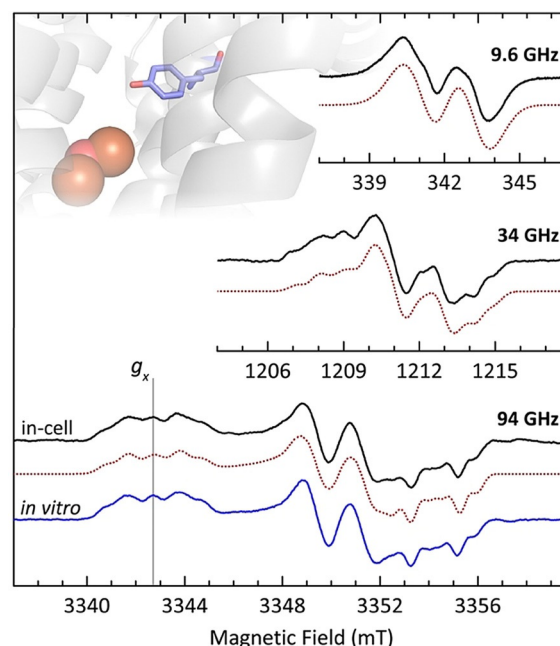 9.6 GHz
339 342 345
34 GHz
1206 1209 1212 1215
gx
in-cell
94 GHz
in vitro
3340 3344 3348 3352 3356
Magnetic Field (mT)